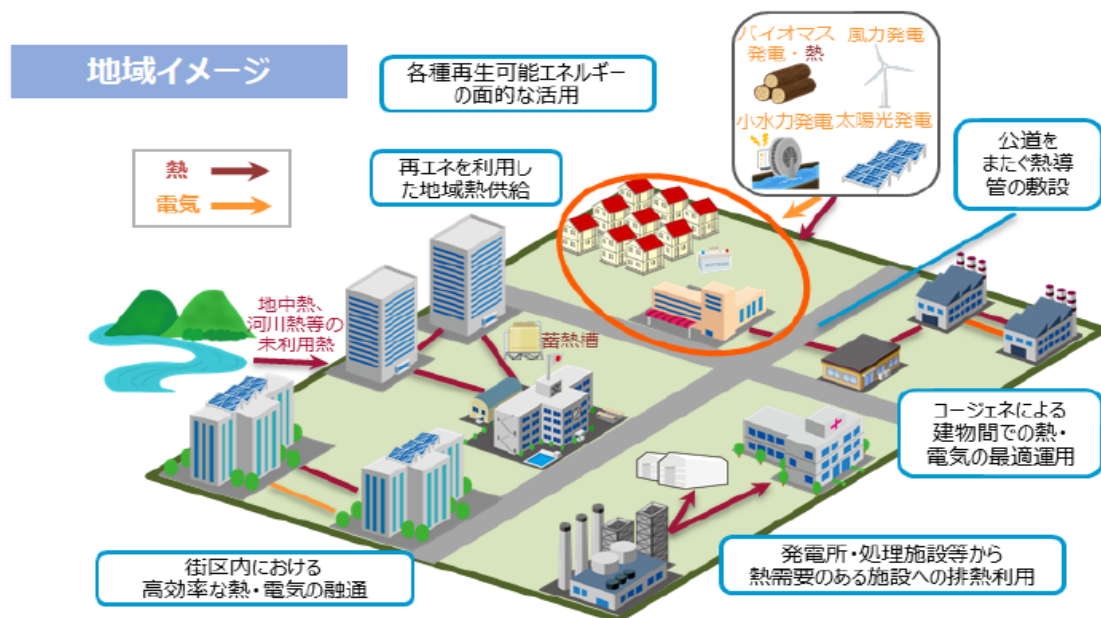 地域イメージ
各種再生可能エネルギー
の面的な活用
バイオマス
発電・熱
風力発電
小水力発電
太陽光発電
公道を
またぐ熱導
管の敷設
熱
電気
再エネを利用し
た地域熱供給
地中熱、
河川熱等の
未利用熱
蓄熱槽
コージェネによる
建物間での熱・
電気の最適運用
街区内における
高効率な熱・電気の融通
発電所・処理施設等から
熱需要のある施設への排熱利用